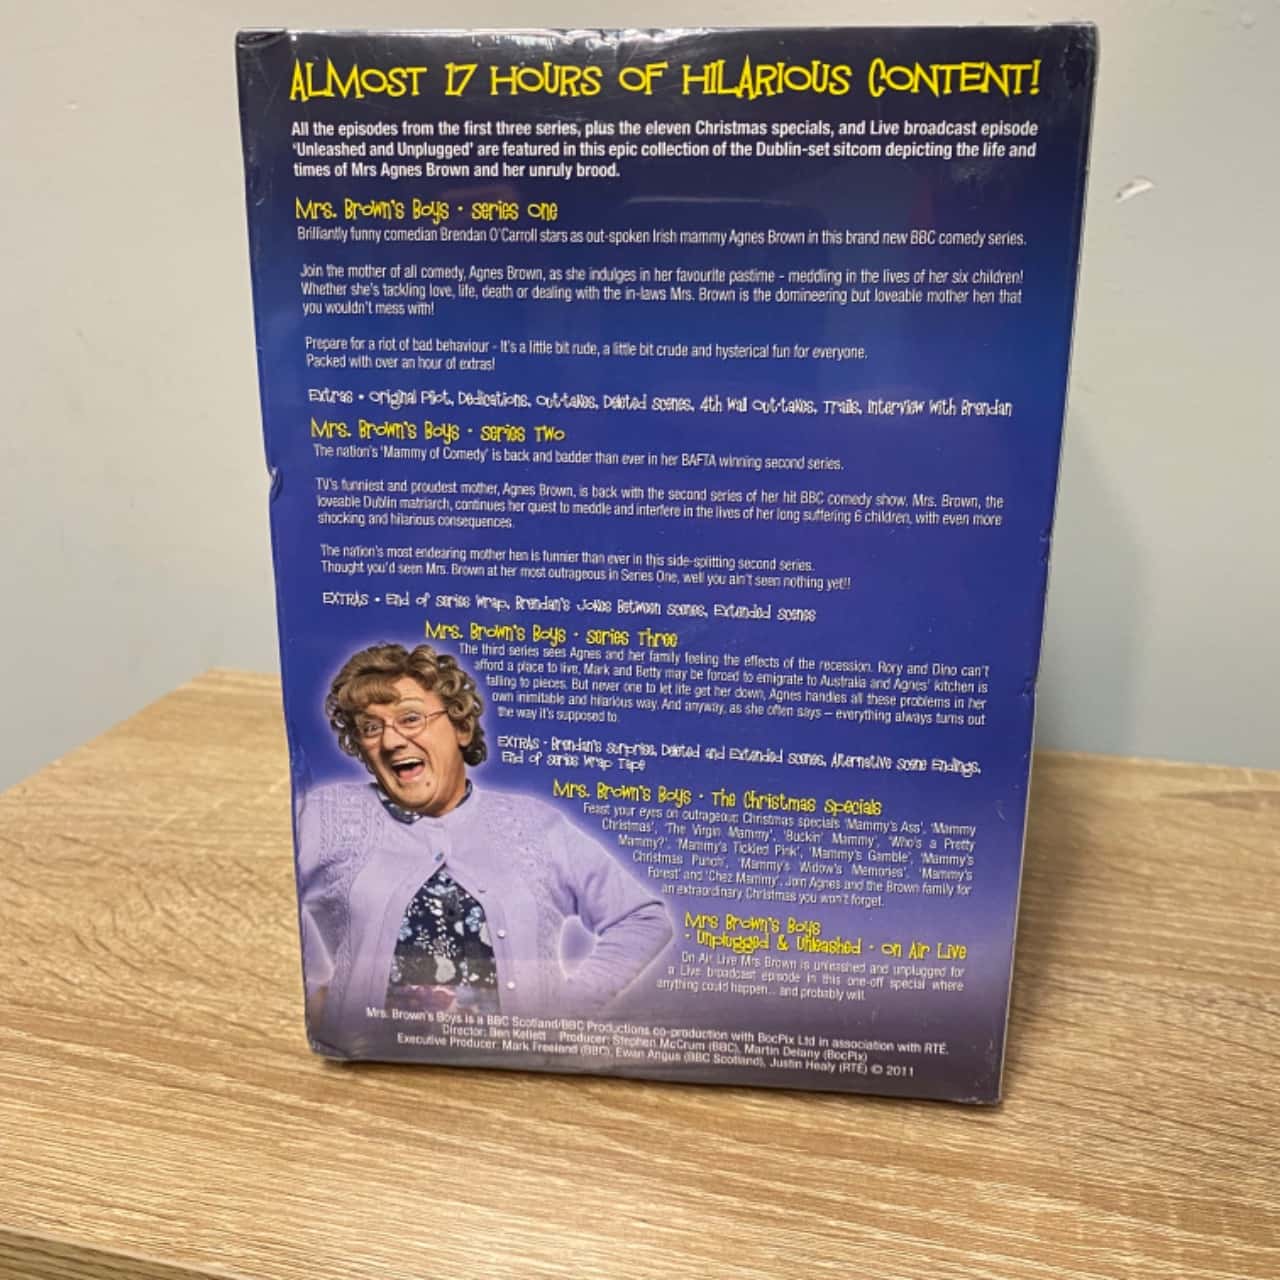 ALMOST 17 HOURS OF HILARIOUS CONTENT!
All the episodes from the first three series, plus the eleven Christmas specials, and Live broadcast episode
'Unleashed and Unplugged' are featured in this epic collection of the Dublin-set sitcom depicting the life and
times of Mrs Agnes Brown and her unruly brood.
Mrs. Brown's Boys · Series One
Brilliantly funny comedian Brendan O'Carroll stars as out-spoken Irish mammy Agnes Brown in this brand new BBC comedy series.
Join the mother of all comedy, Agnes Brown, as she indulges in her favourite pastime - meddling in the lives of her six children!
Whether she's tackling love, life, death or dealing with the in-laws Mrs. Brown is the domineering but loveable mother hen that
you wouldn't mess with!
Prepare for a riot of bad behaviour - It's a little bit rude, a little bit crude and hysterical fun for everyone.
Packed with over an hour of extras!
Extras • Original Pilot, Dedications, Out-takes, Deleted Scenes, 4th Wall Out-takes, Trails, Interview With Brendan
Mrs. Brown's Boys · Series Two
The nation's 'Mammy of Comedy' is back and badder than ever in her BAFTA winning second series.
TV's funniest and proudest mother, Agnes Brown, is back with the second series of her hit BBC comedy show. Mrs. Brown, the
loveable Dublin matriarch, continues her quest to meddle and interfere in the lives of her long suffering 6 children, with even more
shocking and hilarious consequences.
The nation's most endearing mother hen is funnier than ever in this side-splitting second series.
Thought you'd seen Mrs. Brown at her most outrageous in Series One, well you ain't seen nothing yet!!
EXTRAS • End of Series Wrap, Brendan's Jokes Between Scenes, Extended Scenes
Mrs. Brown's Boys · Series Three
The third series sees Agnes and her family feeling the effects of the recession. Rory and Dino can't
afford a place to live, Mark and Betty may be forced to emigrate to Australia and Agnes' kitchen is
falling to pieces. But never one to let life get her down, Agnes handles all these problems in her
own inimitable and hilarious way. And anyway, as she often says – everything always turns out
the way it's supposed to.
EXTRAS • Brendan's Surprise, Deleted and Extended Scenes, Alternative Scene Endings,
End of Series Wrap Tape
Mrs. Brown's Boys · The Christmas Specials
Feast your eyes on outrageous Christmas specials 'Mammy's Ass', 'Mammy
Christmas', 'The Virgin Mammy', 'Buckin' Mammy', 'Who's a Pretty
Mammy?', 'Mammy's Tickled Pink', 'Mammy's Gamble', 'Mammy's
Christmas Punch', 'Mammy's Widow's Memories', 'Mammy's
Forest' and 'Chez Mammy'. Join Agnes and the Brown family for
an extraordinary Christmas you won't forget.
Mrs Brown's Boys
· Unplugged & Unleashed · On Air Live
On Air Live Mrs Brown is unleashed and unplugged for
a Live broadcast episode in this one-off special where
anything could happen... and probably will.
Mrs. Brown's Boys is a BBC Scotland/BBC Productions co-production with BocPix Ltd in association with RTÉ.
Director: Ben Kellett Producer: Stephen McCrum (BBC), Martin Delany (BocPix)
Executive Producer: Mark Freeland (BBC), Ewan Angus (BBC Scotland), Justin Healy (RTÉ) © 2011